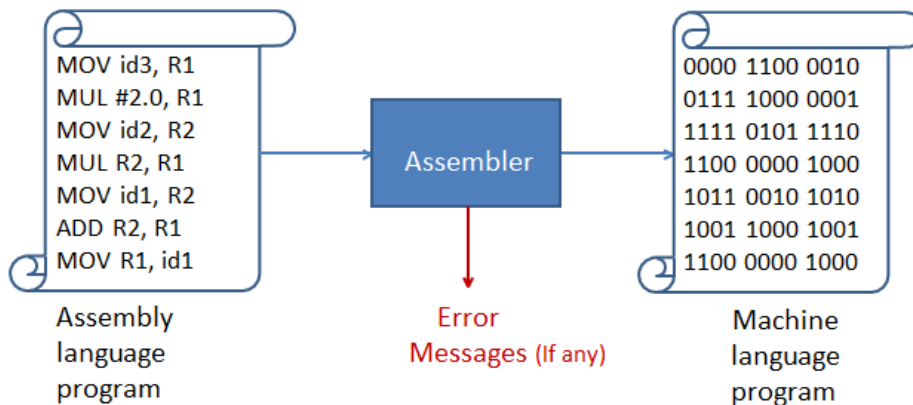 MOV id3, R1
MUL #2.0, R1
MOV id2, R2
MUL R2, R1
MOV id1, R2
ADD R2, R1
MOV R1, id1
Assembly
language
program
Assembler
Error
Messages (If any)
0000 1100 0010
0111 1000 0001
1111 0101 1110
1100 0000 1000
1011 0010 1010
1001 1000 1001
1100 0000 1000
Machine
language
program